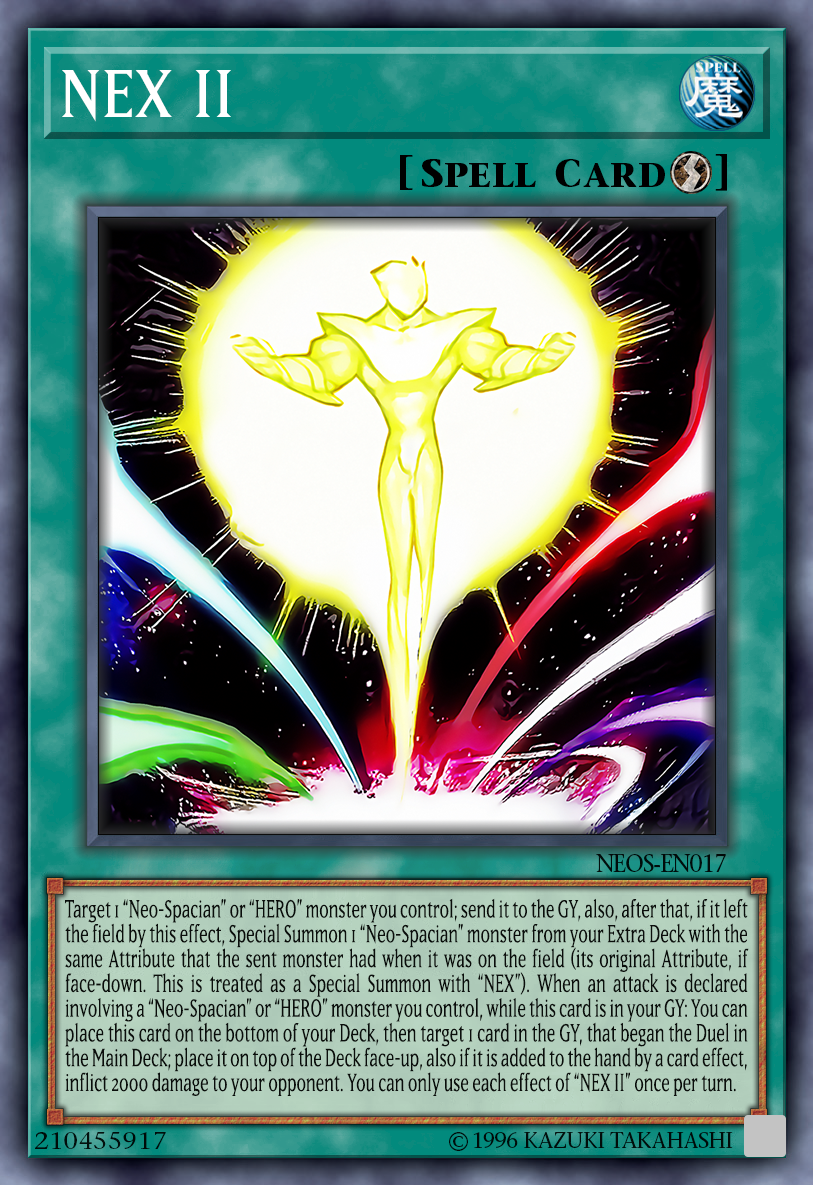 NEX II
SPELL
魔
[SPELL CARD]
NEOS-EN017
Target 1 “Neo-Spacian” or “HERO” monster you control; send it to the GY, also, after that, if it left
the field by this effect, Special Summon 1 “Neo-Spacian” monster from your Extra Deck with the
same Attribute that the sent monster had when it was on the field (its original Attribute, if
face-down. This is treated as a Special Summon with “NEX”). When an attack is declared
involving a “Neo-Spacian” or “HERO” monster you control, while this card is in your GY: You can
place this card on the bottom of your Deck, then target 1 card in the GY, that began the Duel in
the Main Deck; place it on top of the Deck face-up, also if it is added to the hand by a card effect,
inflict 2000 damage to your opponent. You can only use each effect of “NEX II” once per turn.
210455917
© 1996 KAZUKI TAKAHASHI